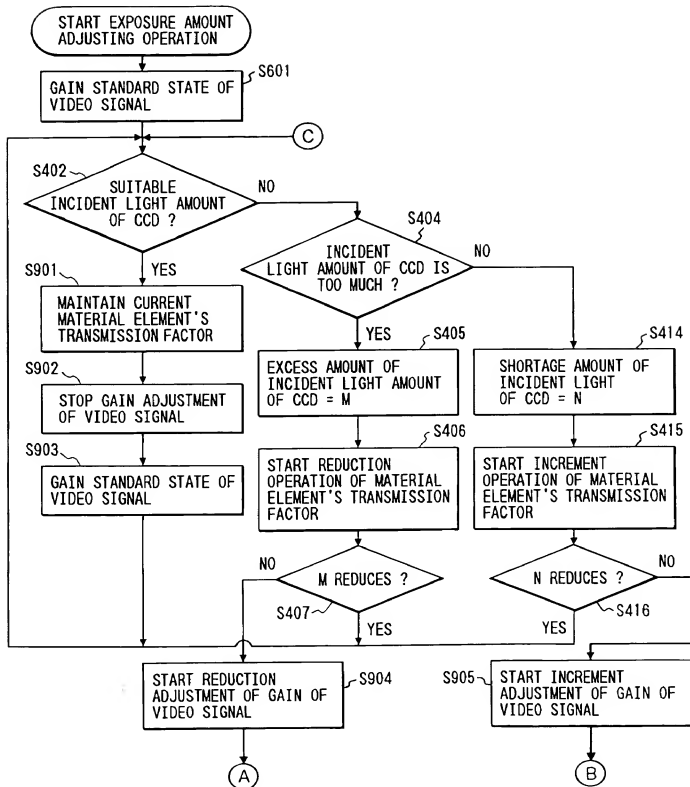 START EXPOSURE AMOUNT
ADJUSTING OPERATION
S601
GAIN STANDARD STATE OF
VIDEO SIGNAL
C
S402
SUITABLE
INCIDENT LIGHT AMOUNT
OF CCD ?
NO
YES
S404
INCIDENT
LIGHT AMOUNT OF CCD IS
TOO MUCH ?
NO
YES
S901
MAINTAIN CURRENT
MATERIAL ELEMENT'S
TRANSMISSION FACTOR
S902
STOP GAIN ADJUSTMENT
OF VIDEO SIGNAL
S903
GAIN STANDARD STATE OF
VIDEO SIGNAL
S405
EXCESS AMOUNT OF
INCIDENT LIGHT AMOUNT
OF CCD = M
S406
START REDUCTION
OPERATION OF MATERIAL
ELEMENT'S TRANSMISSION
FACTOR
NO
M REDUCES ?
S407
YES
S414
SHORTAGE AMOUNT OF
INCIDENT LIGHT
OF CCD = N
S415
START INCREMENT
OPERATION OF MATERIAL
ELEMENT'S TRANSMISSION
FACTOR
NO
N REDUCES ?
S416
YES
START REDUCTION
ADJUSTMENT OF GAIN OF
VIDEO SIGNAL
S904
A
S905
START INCREMENT
ADJUSTMENT OF GAIN OF
VIDEO SIGNAL
B